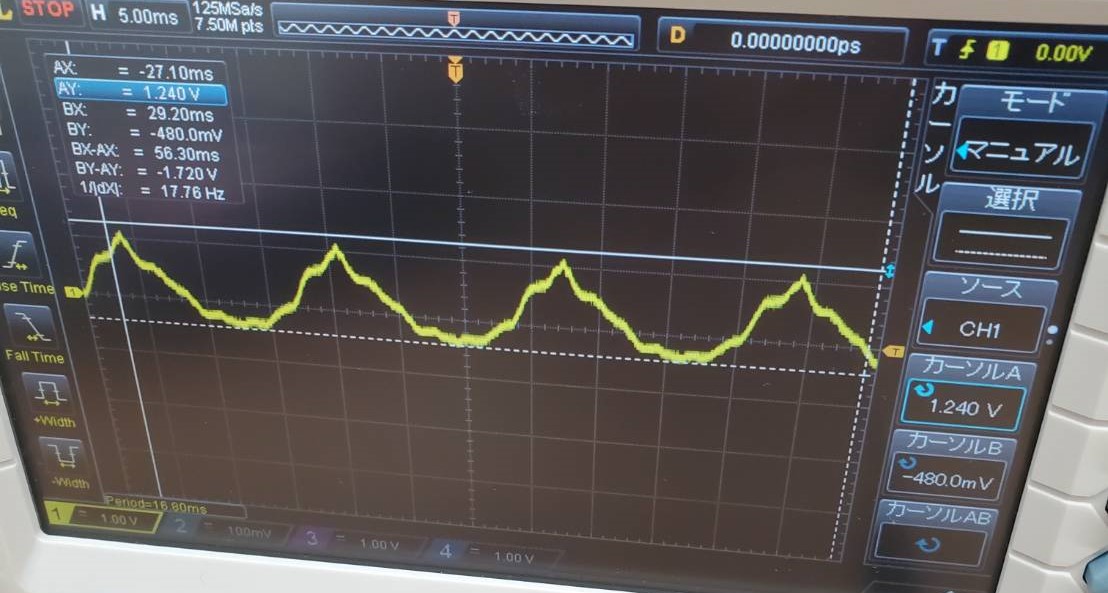 STOP H 5.00ms 125MSa/s
7.50M pts
T
D 0.00000000ps
T 1 0.00V
AX: = -27.10ms
AY: = 1.240 V
BX: = 29.20ms
BY: = -480.0mV
BX-AX: = 56.30ms
BY-AY: = -1.720 V
1/|dX|: = 17.76 Hz
T
カーソル
モード
マニュアル
選択
ソース
CH1
カーソルA
1.240 V
カーソルB
-480.0mV
カーソルAB
eq
se Time
Fall Time
+Width
-Width
1
T
Period=16.80ms
1 = 1.00 V
2 = 100mV
3 = 1.00 V
4 = 1.00 V